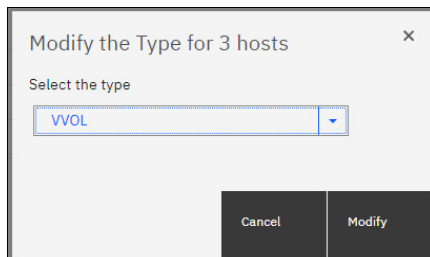 Modify the Type for 3 hosts
Select the type
VVOL
Cancel Modify